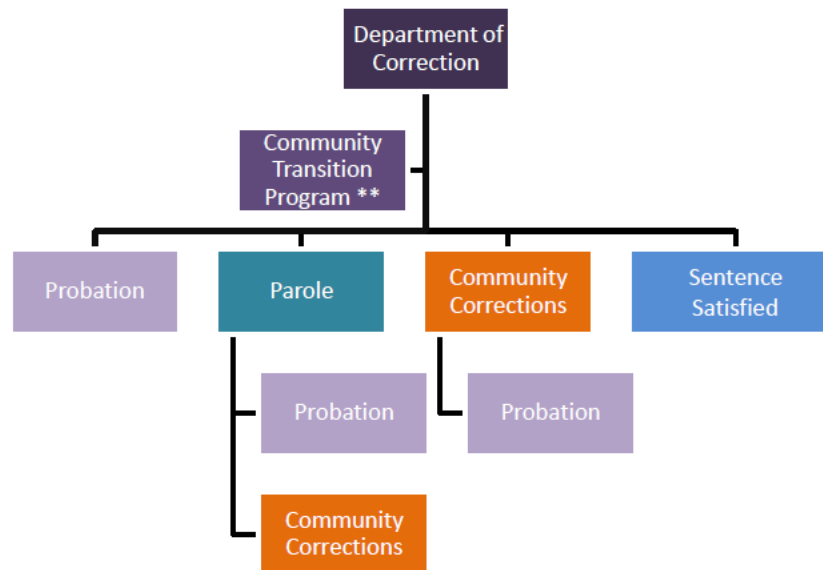 Department of
Correction
Community
Transition
Program **
Probation
Parole
Community
Corrections
Sentence
Satisfied
Probation
Probation
Community
Corrections